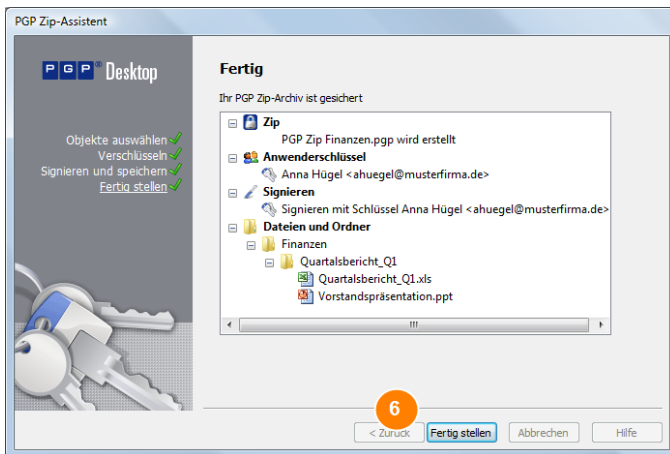 PGP Zip-Assistent
PGP® Desktop
Objekte auswählen
Verschlüsseln
Signieren und speichern
Fertig stellen
Fertig
Ihr PGP Zip-Archiv ist gesichert
Zip
PGP Zip Finanzen.pgp wird erstellt
Anwenderschlüssel
Anna Hügel <ahuegel@musterfirma.de>
Signieren
Signieren mit Schlüssel Anna Hügel <ahuegel@musterfirma.de>
Dateien und Ordner
Finanzen
Quartalsbericht_Q1
Quartalsbericht_Q1.xls
Vorstandspräsentation.ppt
6
< Zurück
Fertig stellen
Abbrechen
Hilfe